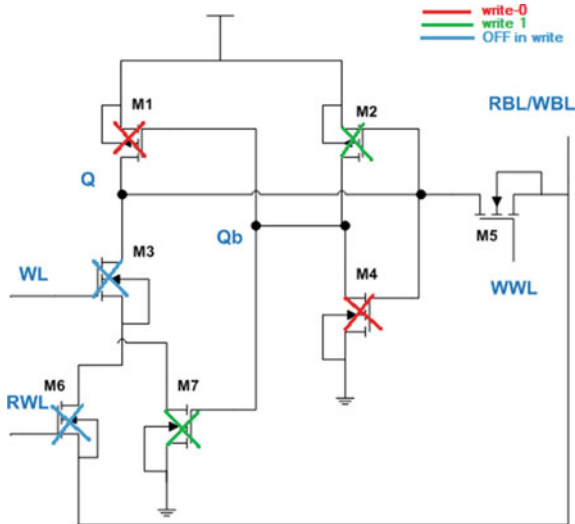 write-0
write 1
OFF in write
M1
M2
RBL/WBL
Q
Qb
M5
M3
WL
M4
WWL
M6
M7
RWL